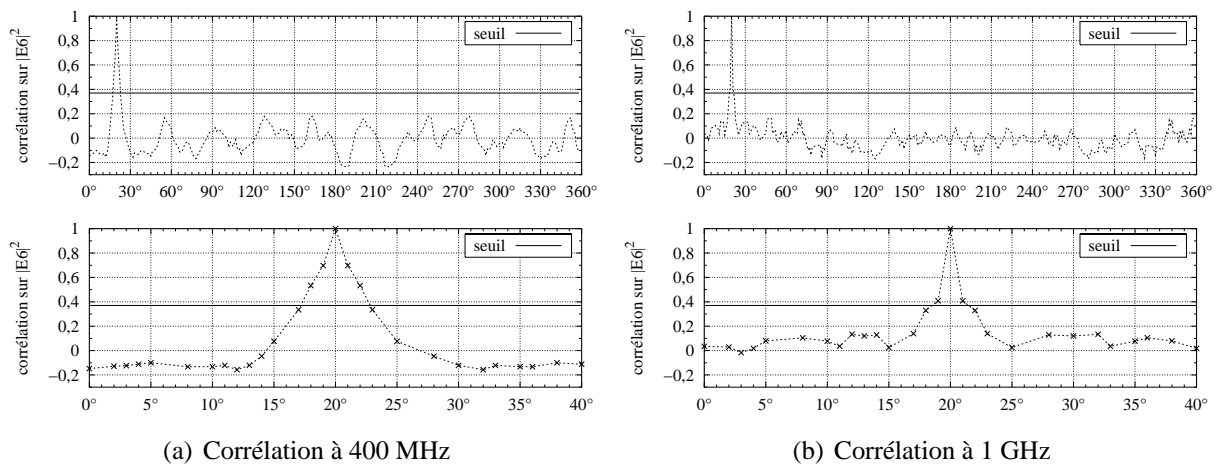 corrélation sur |E6|²
1
0,8
0,6
0,4
0,2
0
−0,2
0° 30° 60° 90° 120° 150° 180° 210° 240° 270° 300° 330° 360°
seuil
corrélation sur |E6|²
1
0,8
0,6
0,4
0,2
0
−0,2
0° 5° 10° 15° 20° 25° 30° 35° 40°
seuil
(a) Corrélation à 400 MHz
corrélation sur |E6|²
1
0,8
0,6
0,4
0,2
0
−0,2
0° 30° 60° 90° 120° 150° 180° 210° 240° 270° 300° 330° 360°
seuil
corrélation sur |E6|²
1
0,8
0,6
0,4
0,2
0
−0,2
0° 5° 10° 15° 20° 25° 30° 35° 40°
seuil
(b) Corrélation à 1 GHz